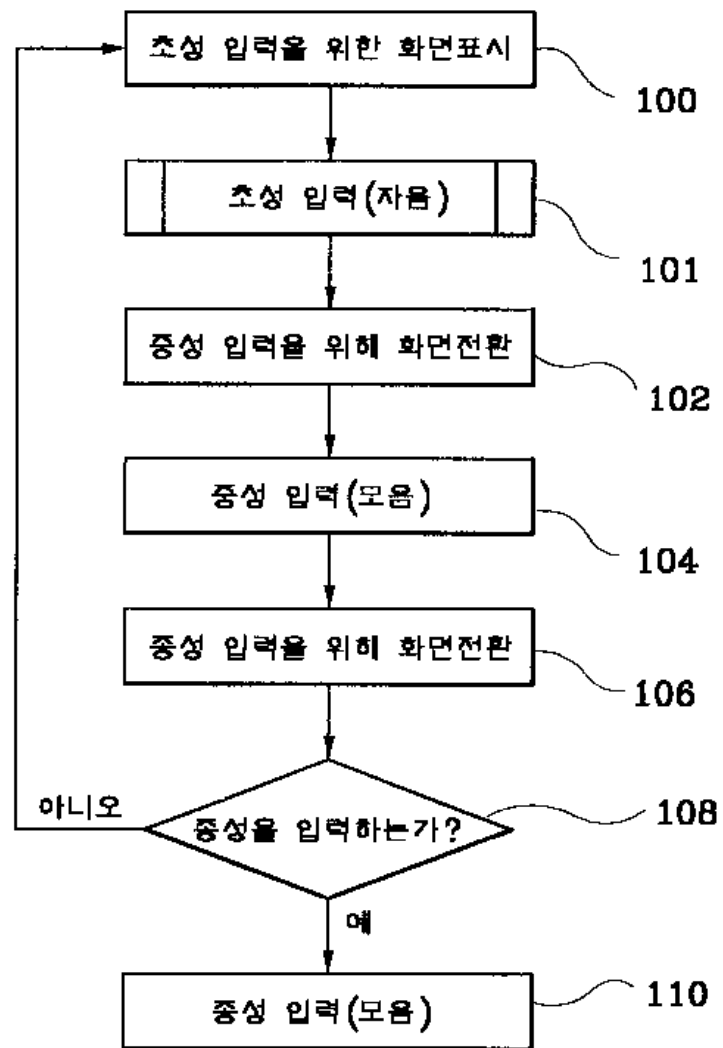 초성 입력을 위한 화면표시
100
초성 입력(자음)
101
중성 입력을 위해 화면전환
102
중성 입력(모음)
104
종성 입력을 위해 화면전환
106
종성을 입력하는가?
108
아니오
예
종성 입력(모음)
110